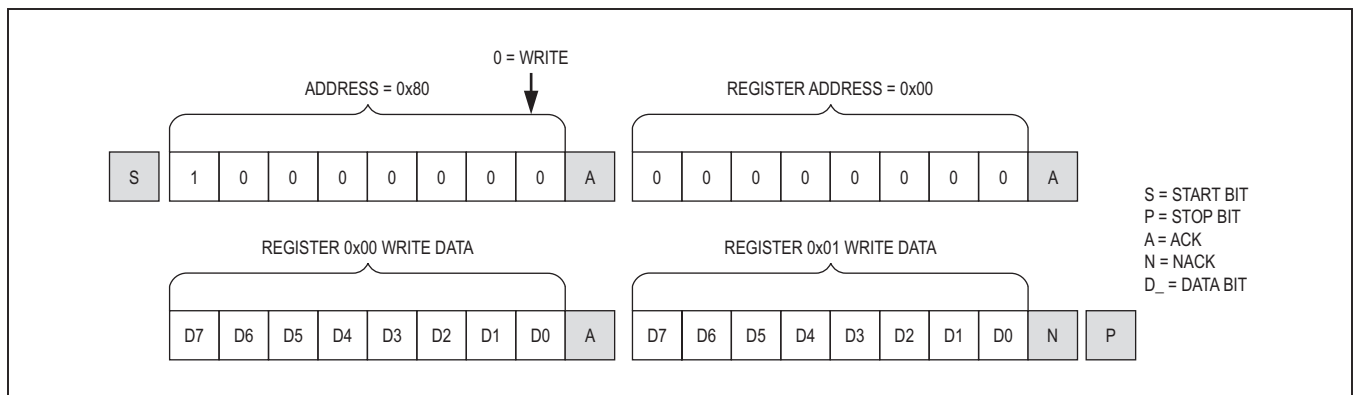 0 = WRITE
ADDRESS = 0x80 REGISTER ADDRESS = 0x00
S 1 0 0 0 0 0 0 0 A 0 0 0 0 0 0 0 0 A
S = START BIT
P = STOP BIT
A = ACK
N = NACK
D_ = DATA BIT
REGISTER 0x00 WRITE DATA REGISTER 0x01 WRITE DATA
D7 D6 D5 D4 D3 D2 D1 D0 A D7 D6 D5 D4 D3 D2 D1 D0 N P